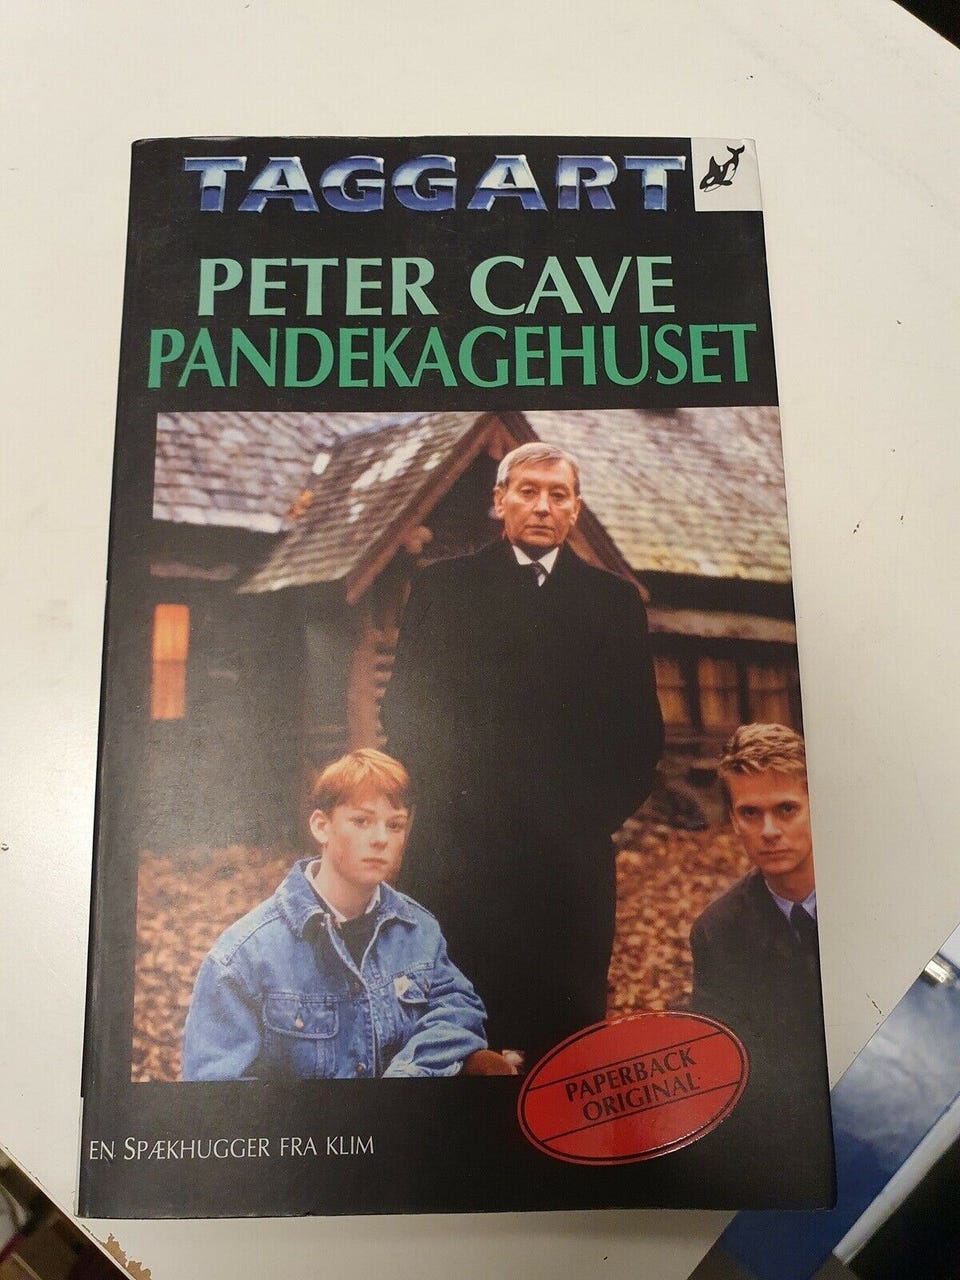 TAGGART
PETER CAVE
PANDEKAGEHUSET
PAPERBACK
ORIGINAL
EN SPÆKHUGGER FRA KLIM